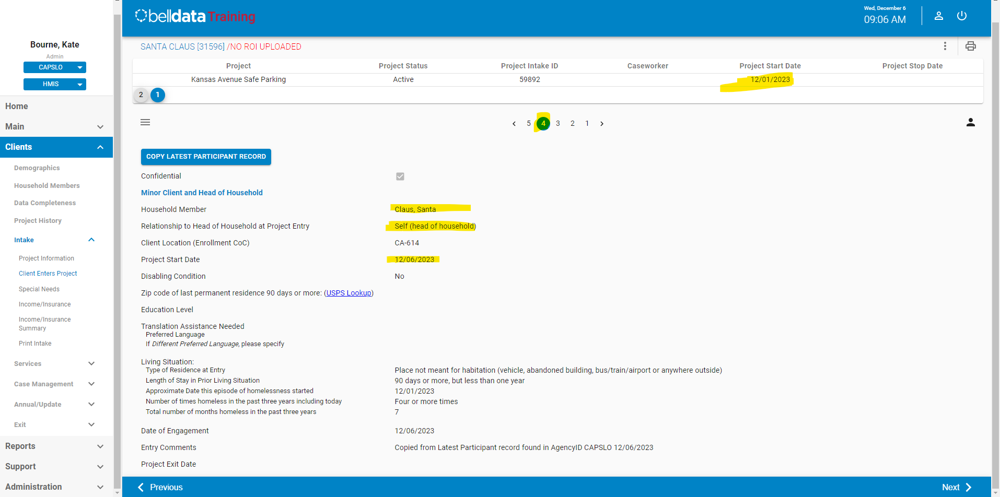 belldata Training
Wed, December 6
09:06 AM
Bourne, Kate
Admin
CAPSLO
HMIS
Home
Main
Clients
Demographics
Household Members
Data Completeness
Project History
Intake
Project Information
Client Enters Project
Special Needs
Income/Insurance
Income/Insurance
Summary
Print Intake
Services
Case Management
Annual/Update
Exit
Reports
Support
Administration
SANTA CLAUS [31596] /NO ROI UPLOADED
Project Project Status Project Intake ID Caseworker Project Start Date Project Stop Date
Kansas Avenue Safe Parking Active 59892 12/01/2023
2 1
5 4 3 2 1
COPY LATEST PARTICIPANT RECORD
Confidential
Minor Client and Head of Household
Household Member Claus, Santa
Relationship to Head of Household at Project Entry Self (head of household)
Client Location (Enrollment CoC) CA-614
Project Start Date 12/06/2023
Disabling Condition No
Zip code of last permanent residence 90 days or more: (USPS Lookup)
Education Level
Translation Assistance Needed
Preferred Language
If Different Preferred Language, please specify
Living Situation:
Type of Residence at Entry Place not meant for habitation (vehicle, abandoned building, bus/train/airport or anywhere outside)
Length of Stay in Prior Living Situation 90 days or more, but less than one year
Approximate Date this episode of homelessness started 12/01/2023
Number of times homeless in the past three years including today Four or more times
Total number of months homeless in the past three years 7
Date of Engagement 12/06/2023
Entry Comments Copied from Latest Participant record found in AgencyID CAPSLO 12/06/2023
Project Exit Date
Previous Next